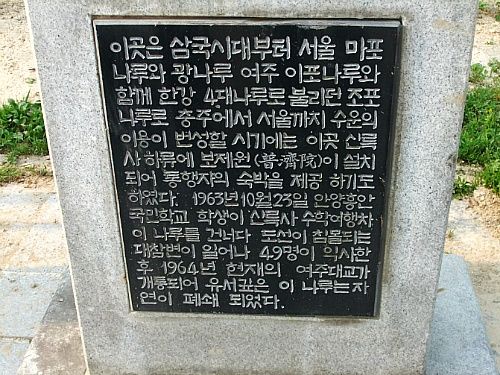 이곳은 삼국시대부터 서울 마포
나루와 광나루 여주 이포나루와
함께 한강 4대나루로 불리던 조포
나루로 충주에서 서울까지 수운의
이용이 번성할 시기에는 이곳 신륵
사 하류에 보제원(普濟院)이 설치
되어 통행자의 숙박을 제공 하기도
하였다. 1963년 10월 23일 안양흥안
국민학교 학생이 신륵사 수학여행차
이 나루를 건너다 도선이 침몰되는
대참변이 일어나 49명이 익사한
후 1964년 현재의 여주대교가
개통되어 유서깊은 이 나루는 자
연히 폐쇄 되었다.